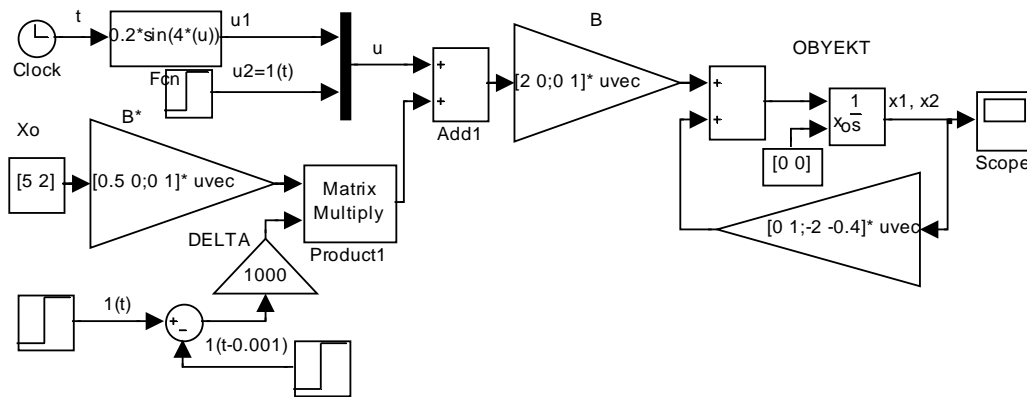 t
0.2*sin(4*(u))
u1
Clock
Fcn
u2=1(t)
u
+
+
Add1
B
[2 0;0 1]* uvec
OBYEKT
+
+
1
s
xo
[0 0]
x1, x2
Scope
Xo
[5 2]
B*
[0.5 0;0 1]* uvec
Matrix
Multiply
Product1
DELTA
1000
[0 1;-2 -0.4]* uvec
1(t)
+
–
1(t-0.001)